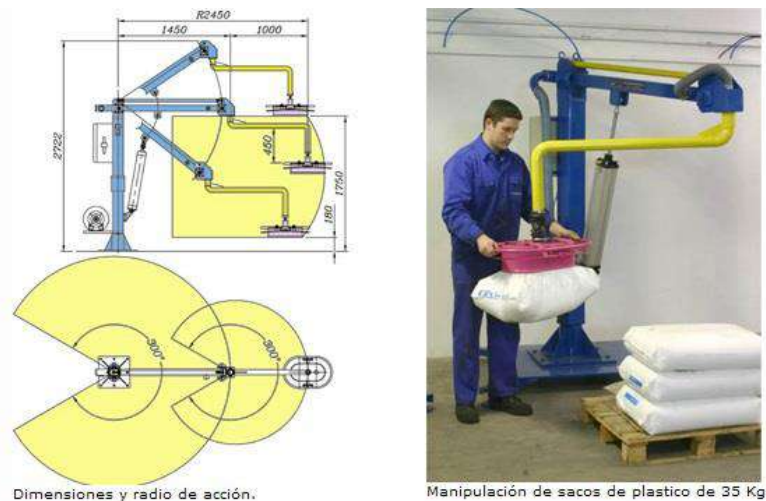 R2450
1450 1000
2722
450
1750
180
300°
300°
Dimensiones y radio de acción.
Manipulación de sacos de plastico de 35 Kg